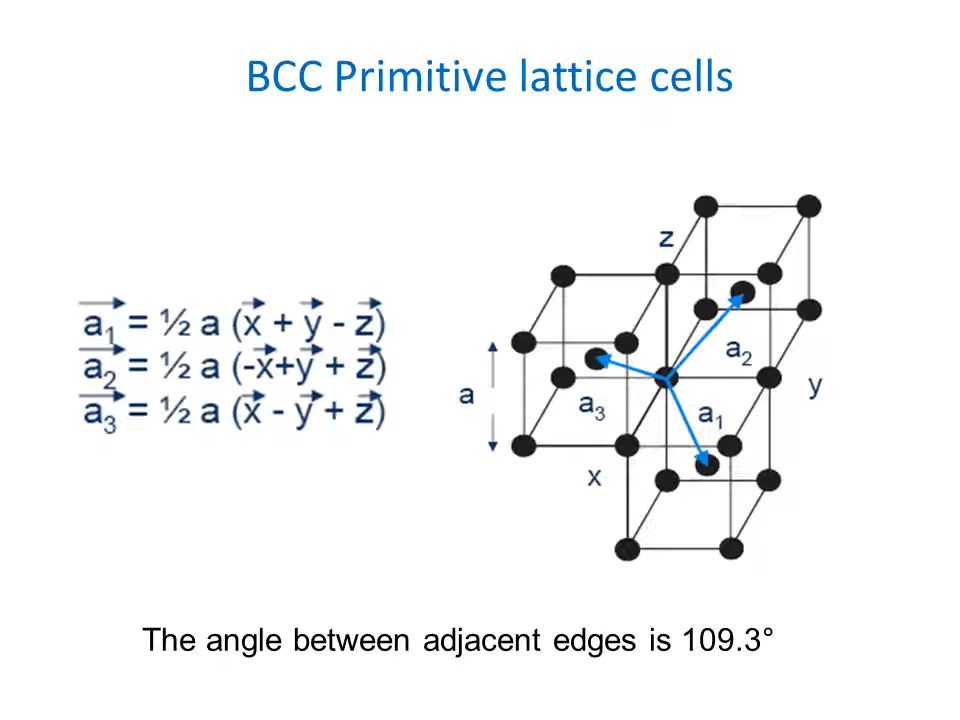 BCC Primitive lattice cells
a₁ = ½ a (x + y - z)
a₂ = ½ a (-x+y + z)
a₃ = ½ a (x - y + z)
z
a
a₃
a₂
a₁
y
x
The angle between adjacent edges is 109.3°